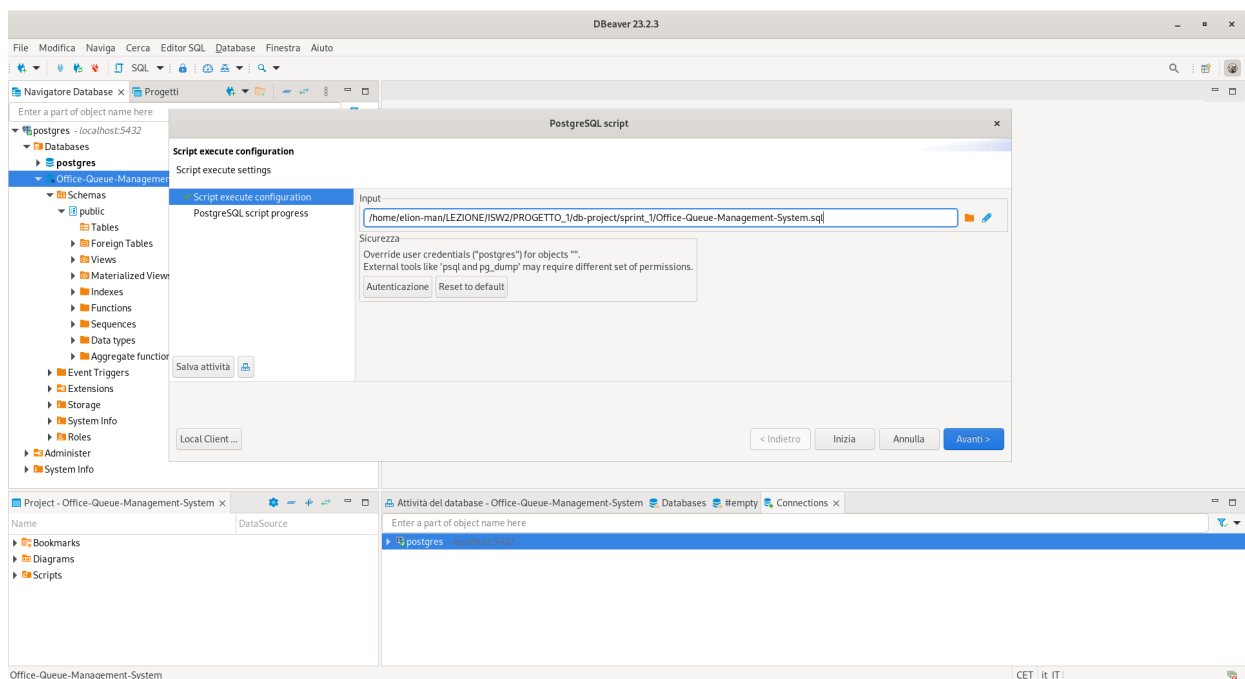 DBeaver 23.2.3
File Modifica Naviga Cerca Editor SQL Database Finestra Aiuto
SQL
Navigatore Database
Progetti
Enter a part of object name here
postgres - localhost:5432
Databases
postgres
Office-Queue-Managemen
Schemas
public
Tables
Foreign Tables
Views
Materialized Views
Indexes
Functions
Sequences
Data types
Aggregate function
Event Triggers
Extensions
Storage
System Info
Roles
Administer
System Info
PostgreSQL script
Script execute configuration
Script execute settings
Script execute configuration
PostgreSQL script progress
Input
/home/elion-man/LEZIONE/ISW2/PROGETTO_1/db-project/sprint_1/Office-Queue-Management-System.sql
Sicurezza
Override user credentials ("postgres") for objects "".
External tools like 'psql and pg_dump' may require different set of permissions.
Autenticazione Reset to default
Salva attività
Local Client ...
< Indietro Inizia Annulla Avanti >
Project - Office-Queue-Management-System
Name DataSource
Bookmarks
Diagrams
Scripts
Attività del database - Office-Queue-Management-System Databases #empty Connections
Enter a part of object name here
postgres - localhost:5432
Office-Queue-Management-System
CET it_IT